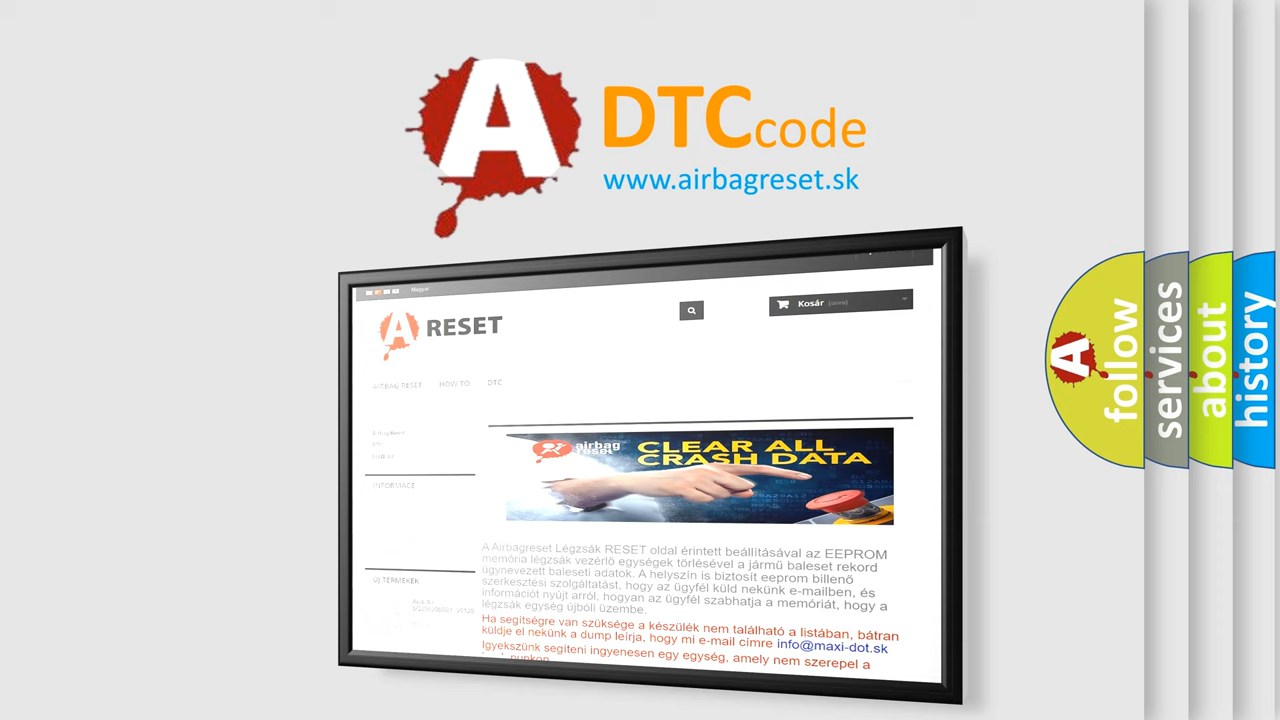 A DTC code
www.airbagreset.sk
Magyar
Kosár (üres)
A RESET
AIRBAG RESET HOW TO DTC
INFORMACE
ÚJ TERMÉKEK
airbag reset
CLEAR ALL
CRASH DATA
A Airbagreset Légzsák RESET oldal érintett beállításával az EEPROM
memória légzsák vezérlő egységek törlésével a jármű baleset rekord
úgynevezett baleseti adatok. A helyszín is biztosít eeprom billenő
szerkesztési szolgáltatást, hogy az ügyfél küld nekünk e-mailben, és
információt nyújt arról, hogyan az ügyfél szabhatja a memóriát, hogy a
légzsák egység újbóli üzembe.
Ha segítségre van szüksége a készülék nem található a listában, bátran
küldje el nekünk a dump leírja, hogy mi e-mail címre info@maxi-dot.sk
Igyekszünk segíteni ingyenesen egy egység, amely nem szerepel a
A
follow
services
about
history